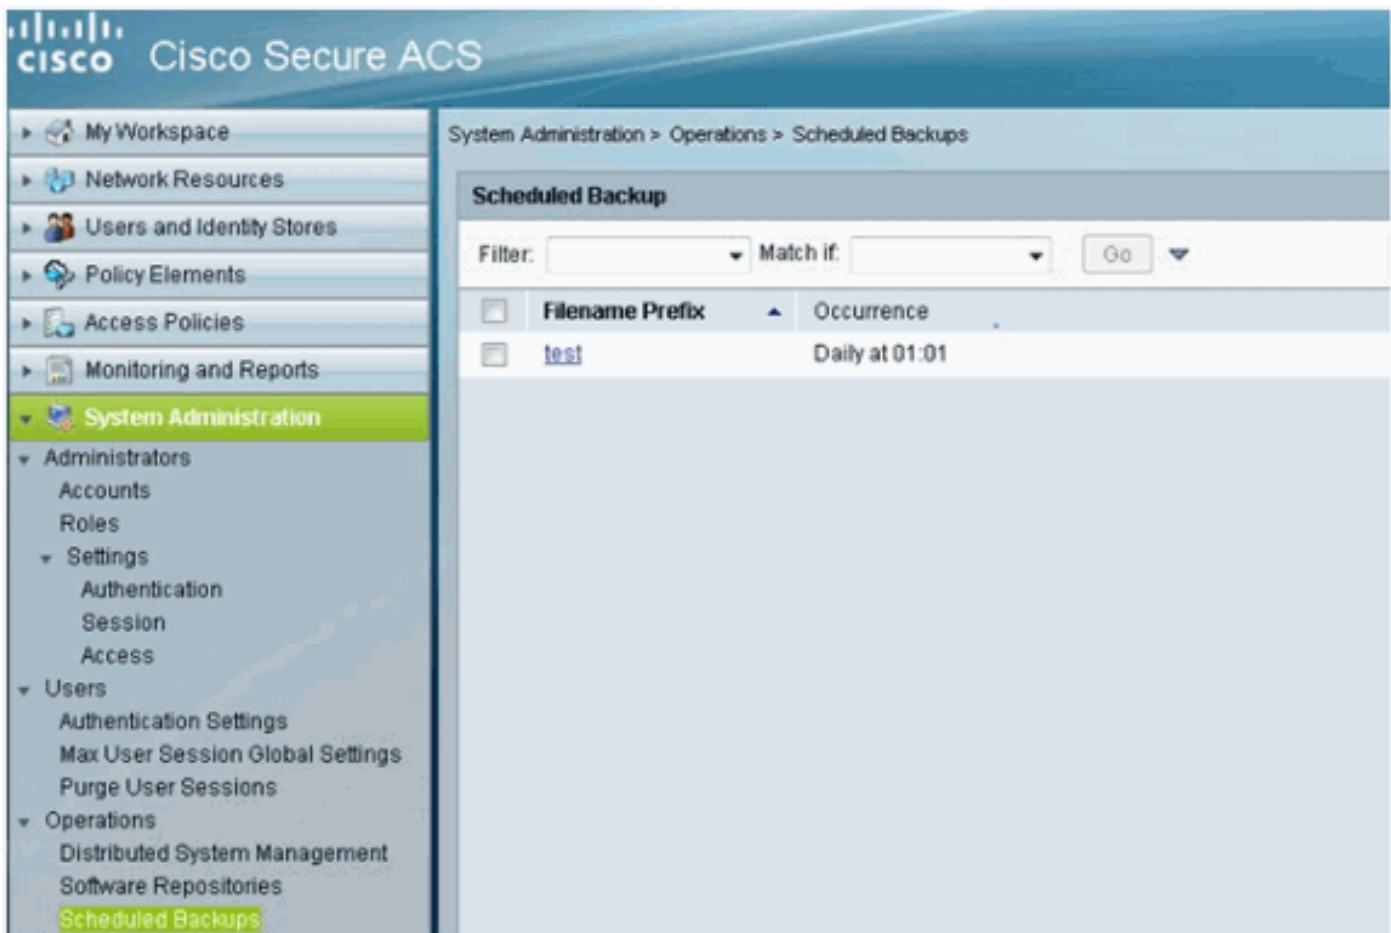 CISCO Cisco Secure ACS
My Workspace
Network Resources
Users and Identity Stores
Policy Elements
Access Policies
Monitoring and Reports
System Administration
Administrators
Accounts
Roles
Settings
Authentication
Session
Access
Users
Authentication Settings
Max User Session Global Settings
Purge User Sessions
Operations
Distributed System Management
Software Repositories
Scheduled Backups
System Administration > Operations > Scheduled Backups
Scheduled Backup
Filter: Match if: Go
Filename Prefix Occurrence
test Daily at 01:01